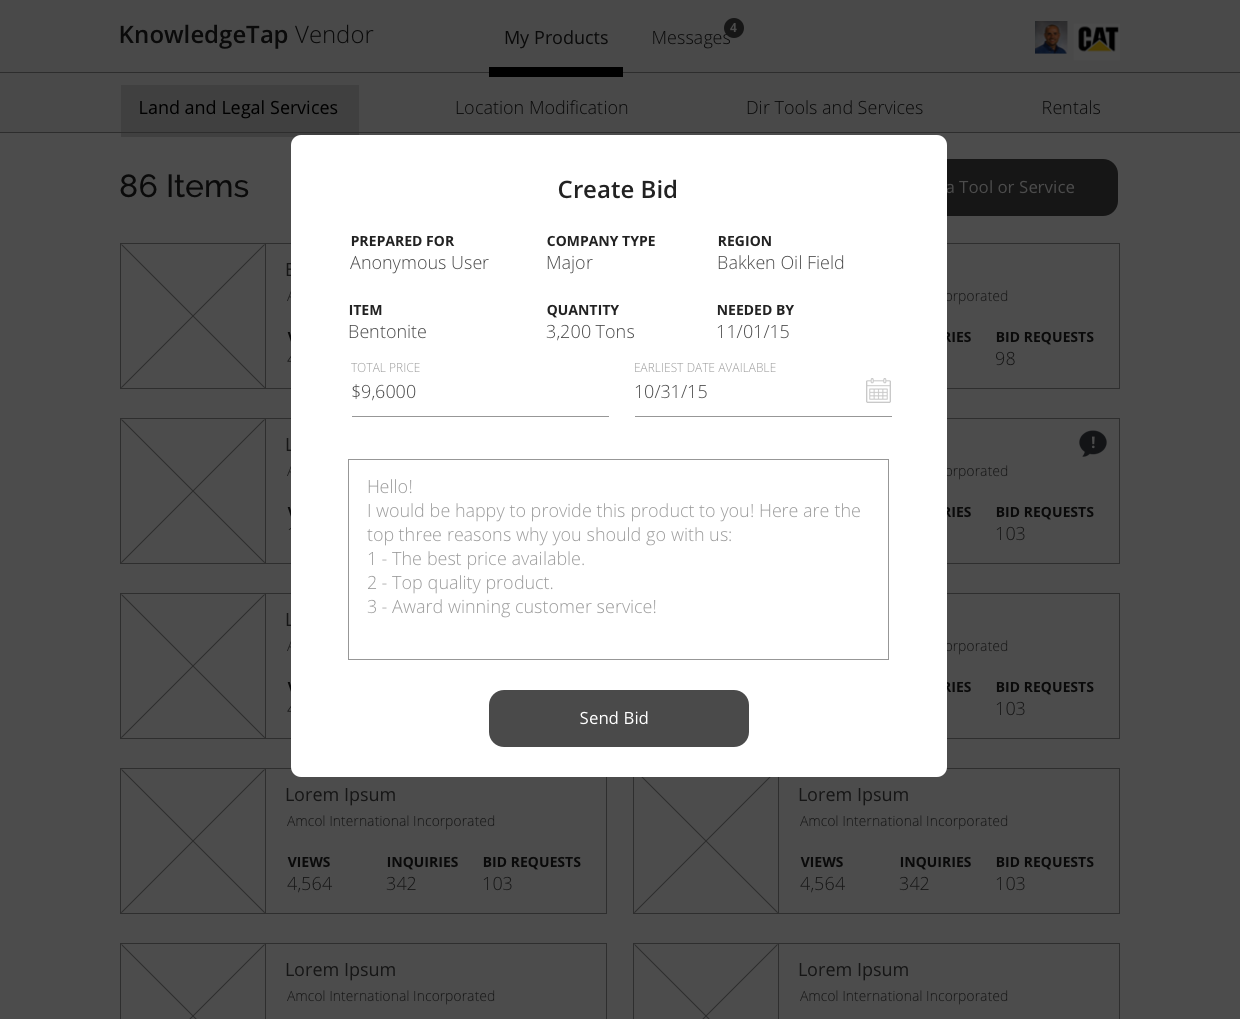 KnowledgeTap Vendor
My Products
Messages
4
CAT
Land and Legal Services
Location Modification
Dir Tools and Services
Rentals
86 Items
a Tool or Service
Create Bid
PREPARED FOR
COMPANY TYPE
REGION
Anonymous User
Major
Bakken Oil Field
ITEM
QUANTITY
NEEDED BY
Bentonite
3,200 Tons
11/01/15
TOTAL PRICE
EARLIEST DATE AVAILABLE
$9,6000
10/31/15
Hello!
I would be happy to provide this product to you! Here are the
top three reasons why you should go with us:
1 - The best price available.
2 - Top quality product.
3 - Award winning customer service!
Send Bid
BID REQUESTS
98
!
BID REQUESTS
103
BID REQUESTS
103
Lorem Ipsum
Amcol International Incorporated
VIEWS INQUIRIES BID REQUESTS
4,564 342 103
Lorem Ipsum
Amcol International Incorporated
VIEWS INQUIRIES BID REQUESTS
4,564 342 103
Lorem Ipsum
Amcol International Incorporated
Lorem Ipsum
Amcol International Incorporated